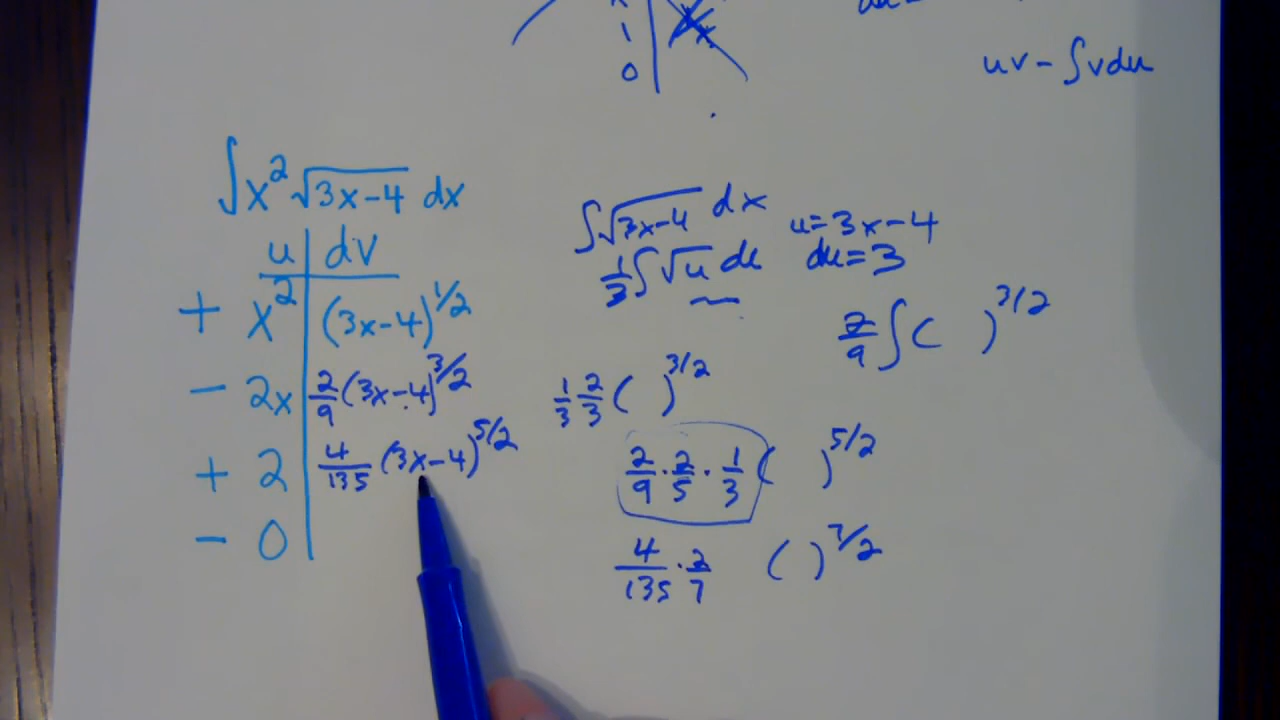 1
0
uv - ∫vdu
∫x² √(3x-4) dx
u | dv
+ x² | (3x-4)^1/2
- 2x | 2/9 (3x-4)^3/2
+ 2 | 4/135 (3x-4)^5/2
- 0
∫√(3x-4) dx
u=3x-4
1/3 ∫√u du
du=3
2/9 ∫( )^3/2
1/3 2/3 ( )^3/2
2/9 · 2/5 · 1/3 ( )^5/2
4/135 · 2/7 ( )^7/2